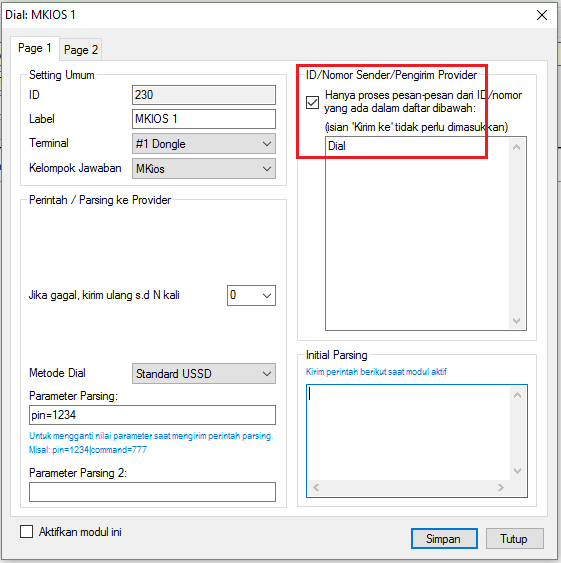 Dial: MKIOS 1
Page 1
Page 2
Setting Umum
ID
230
Label
MKIOS 1
Terminal
#1 Dongle
Kelompok Jawaban
MKios
Perintah / Parsing ke Provider
Jika gagal, kirim ulang s.d N kali
0
Metode Dial
Standard USSD
Parameter Parsing:
pin=1234
Untuk mengganti nilai parameter saat mengirim perintah parsing.
Misal: pin=1234|command=777
Parameter Parsing 2:
ID/Nomor Sender/Pengirim Provider
Hanya proses pesan-pesan dari ID/nomor
yang ada dalam daftar dibawah:
(isian 'Kirim ke' tidak perlu dimasukkan)
Dial
Initial Parsing
Kirim perintah berikut saat modul aktif
Aktifkan modul ini
Simpan
Tutup